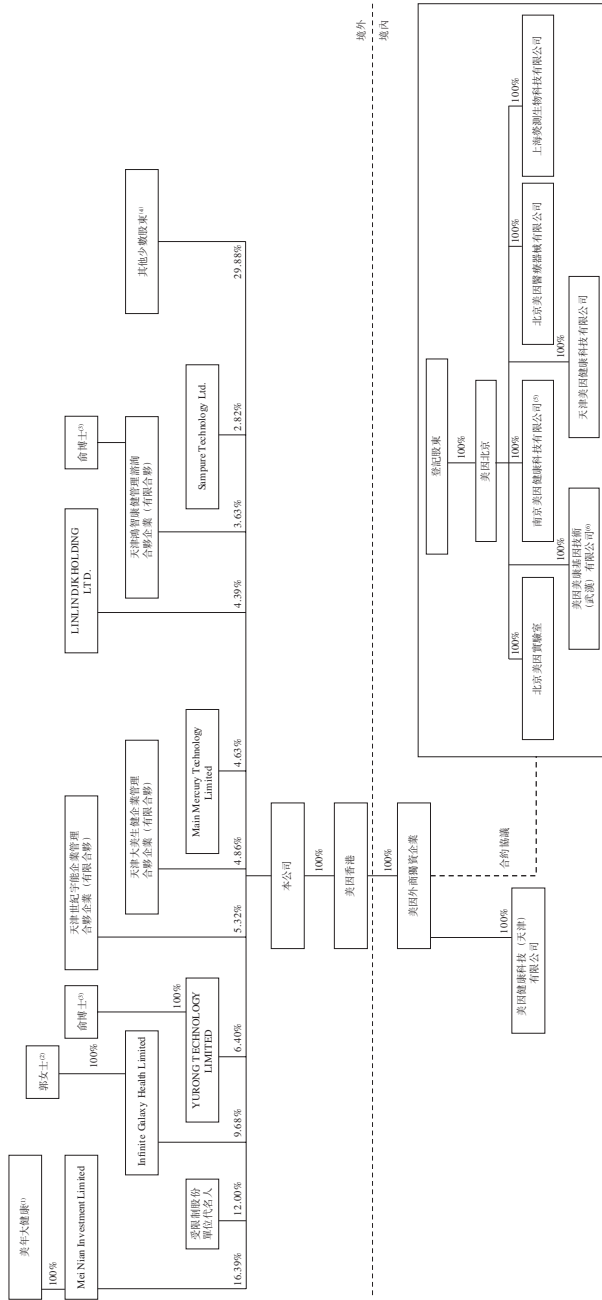 美年大健康(1)
100%
Mei Nian Investment Limited
16.39%
受限制股份
單位代名人
12.00%
郭女士(2)
100%
Infinite Galaxy Health Limited
9.68%
俞博士(3)
100%
YURONG TECHNOLOGY
LIMITED
6.40%
天津世紀宇能企業管理
合夥企業（有限合夥）
5.32%
天津大美生健企業管理
合夥企業（有限合夥）
4.86%
Main Mercury Technology
Limited
4.63%
LINLINDJKHOLDING
LTD.
4.39%
俞博士(3)
天津鴻智康健管理諮詢
合夥企業（有限合夥）
3.63%
Sampure Technology Ltd.
2.82%
其他少數股東(4)
29.88%
本公司
100%
美因香港
境外
境內
100%
美因外商獨資企業
100%
美因健康科技（天津）
有限公司
合約協議
登記股東
100%
美因北京
100%
北京美因實驗室
100%
美因美康基因技術
（武漢）有限公司(6)
100%
南京美因健康科技有限公司(5)
100%
天津美因健康科技有限公司
100%
北京美因醫療器械有限公司
100%
上海熒測生物科技有限公司